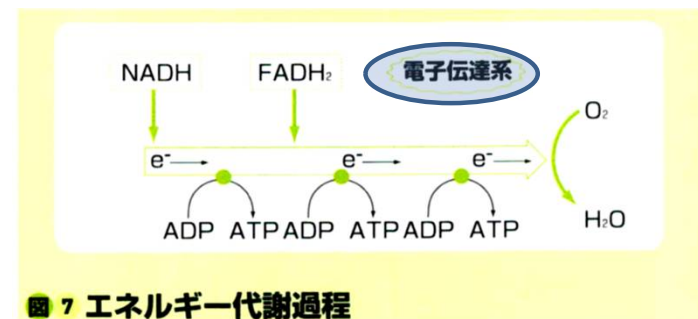 NADH FADH₂ 電子伝達系
O₂
e⁻ e⁻ e⁻
ADP ATP ADP ATP ADP ATP
H₂O
図7 エネルギー代謝過程